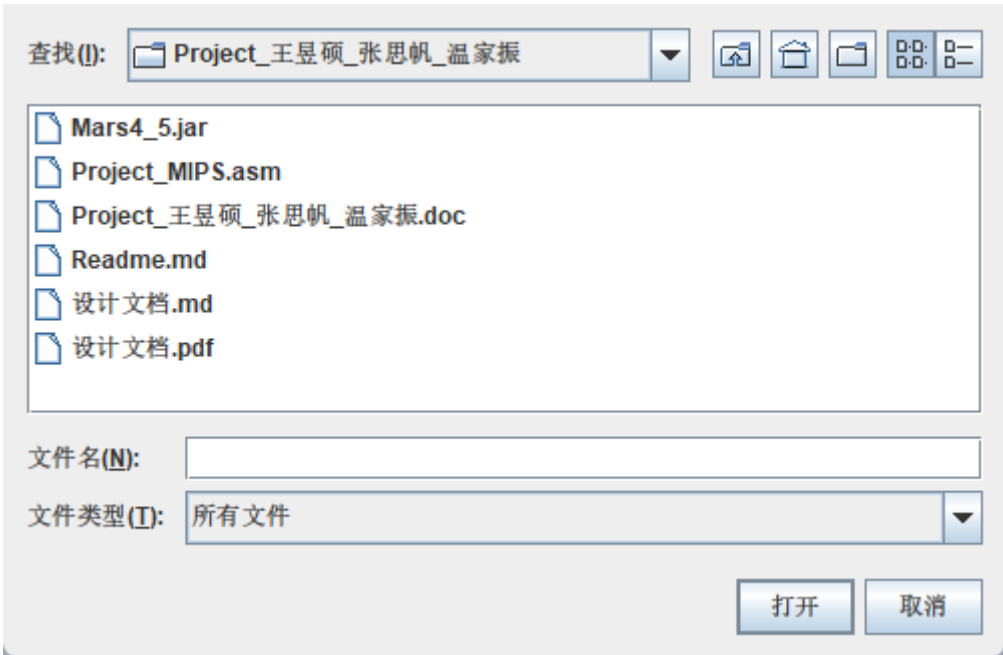 查找(I): Project_王昱硕_张思帆_温家振
Mars4_5.jar
Project_MIPS.asm
Project_王昱硕_张思帆_温家振.doc
Readme.md
设计文档.md
设计文档.pdf
文件名(N):
文件类型(T): 所有文件
打开 取消